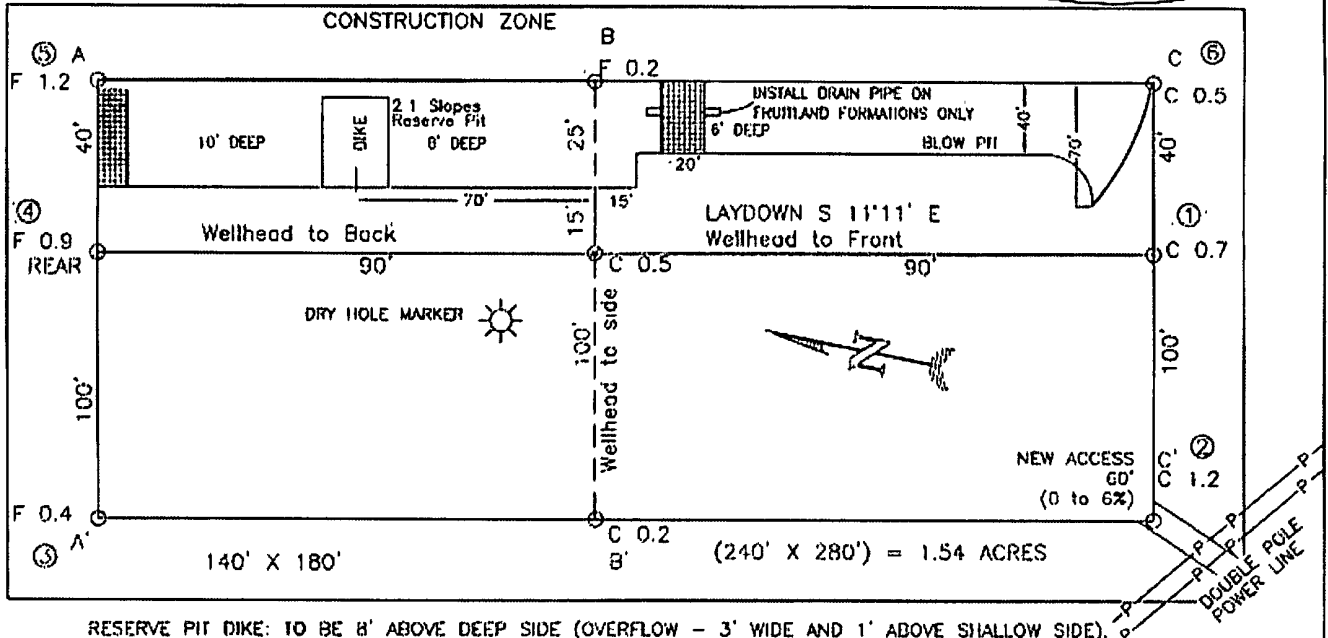 CONSTRUCTION ZONE
⑤ A
B
C ⑥
F 1.2
F 0.2
C 0.5
INSTALL DRAIN PIPE ON
FRUITLAND FORMATIONS ONLY
2 1 Slopes
Reserve Pit
40'
10' DEEP
DIKE
8' DEEP
25'
6' DEEP
BLOW PIT
40'
70'
40'
20'
70'
15'
15'
④
F 0.9
REAR
Wellhead to Back
90'
C 0.5
LAYDOWN S 11°11' E
Wellhead to Front
90'
①
C 0.7
DRY HOLE MARKER
100'
100'
Wellhead to side
N
100'
NEW ACCESS
60'
(0 to 6%)
C' ②
C 1.2
F 0.4
③ A'
C 0.2
B'
140' X 180'
(240' X 280') = 1.54 ACRES
P P P P P P P P
DOUBLE POLE
POWER LINE
RESERVE PIT DIKE: TO BE 8' ABOVE DEEP SIDE (OVERFLOW - 3' WIDE AND 1' ABOVE SHALLOW SIDE).